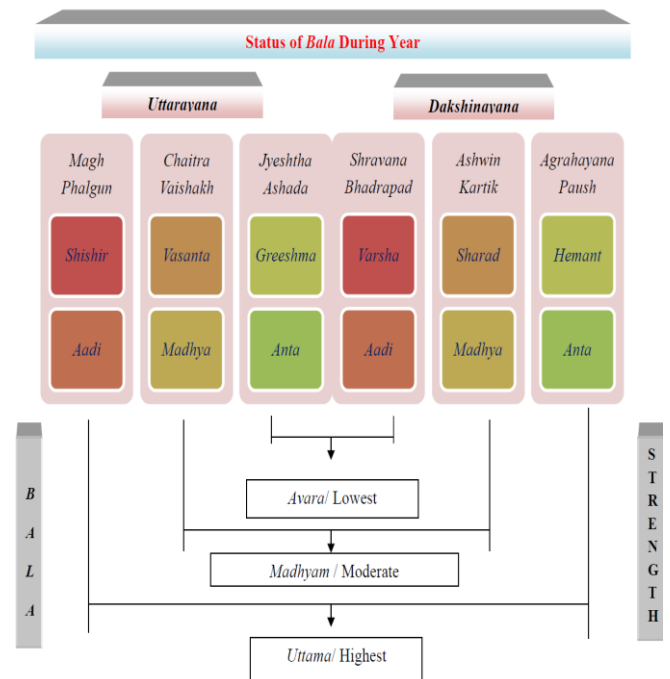 Status of Bala During Year
Uttarayana
Dakshinayana
Magh
Phalgun
Chaitra
Vaishakh
Jyeshtha
Ashada
Shravana
Bhadrapad
Ashwin
Kartik
Agrahayana
Paush
Shishir
Vasanta
Greeshma
Varsha
Sharad
Hemant
Aadi
Madhya
Anta
Aadi
Madhya
Anta
B
A
L
A
Avara/ Lowest
Madhyam / Moderate
Uttama/ Highest
S
T
R
E
N
G
T
H